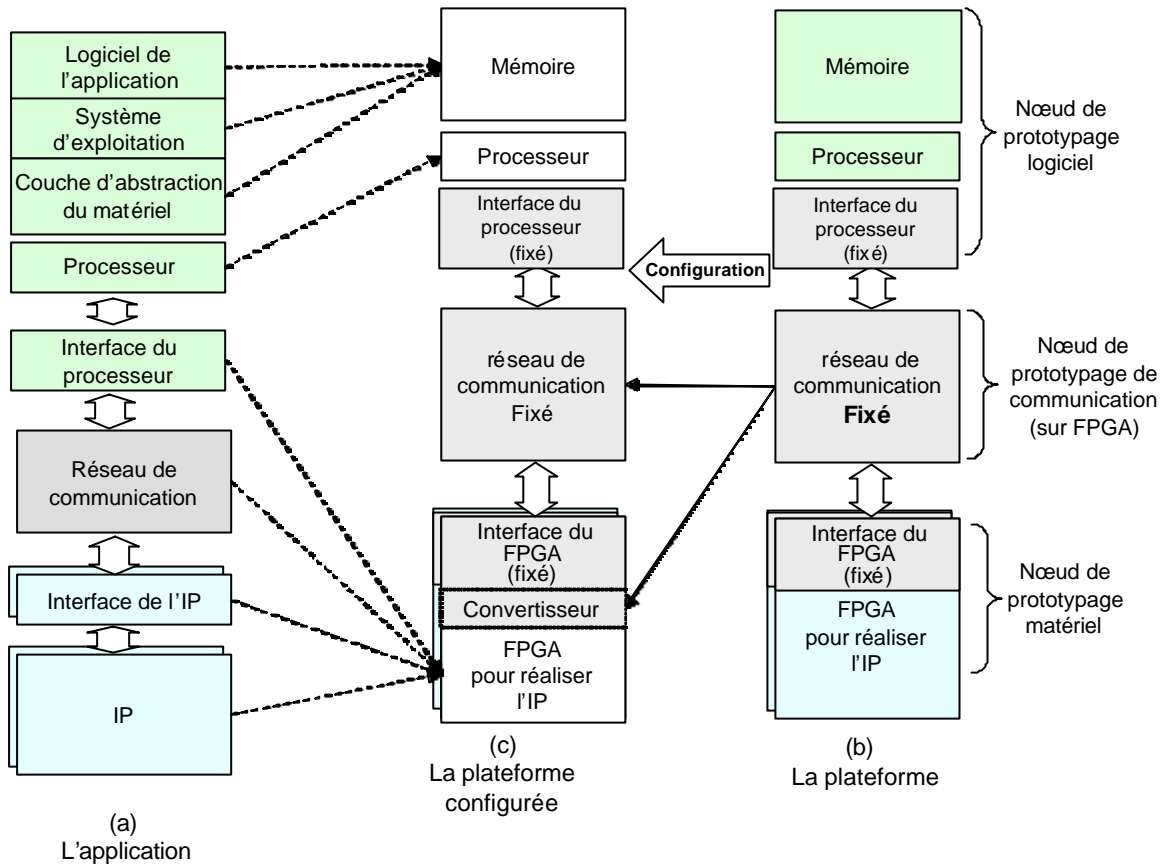 Logiciel de
l'application
Système
d'exploitation
Couche d'abstraction
du matériel
Processeur
Interface du
processeur
Réseau de
communication
Interface de l'IP
IP
(a)
L'application
Mémoire
Processeur
Interface du
processeur
(fixé)
Configuration
réseau de
communication
Fixé
Interface du
FPGA
(fixé)
Convertisseur
FPGA
pour réaliser
l'IP
(c)
La plateforme
configurée
Mémoire
Processeur
Interface du
processeur
(fixé)
réseau de
communication
Fixé
Interface du
FPGA
(fixé)
FPGA
pour réaliser
l'IP
(b)
La plateforme
Nœud de
prototypage
logiciel
Nœud de
prototypage de
communication
(sur FPGA)
Nœud de
prototypage
matériel